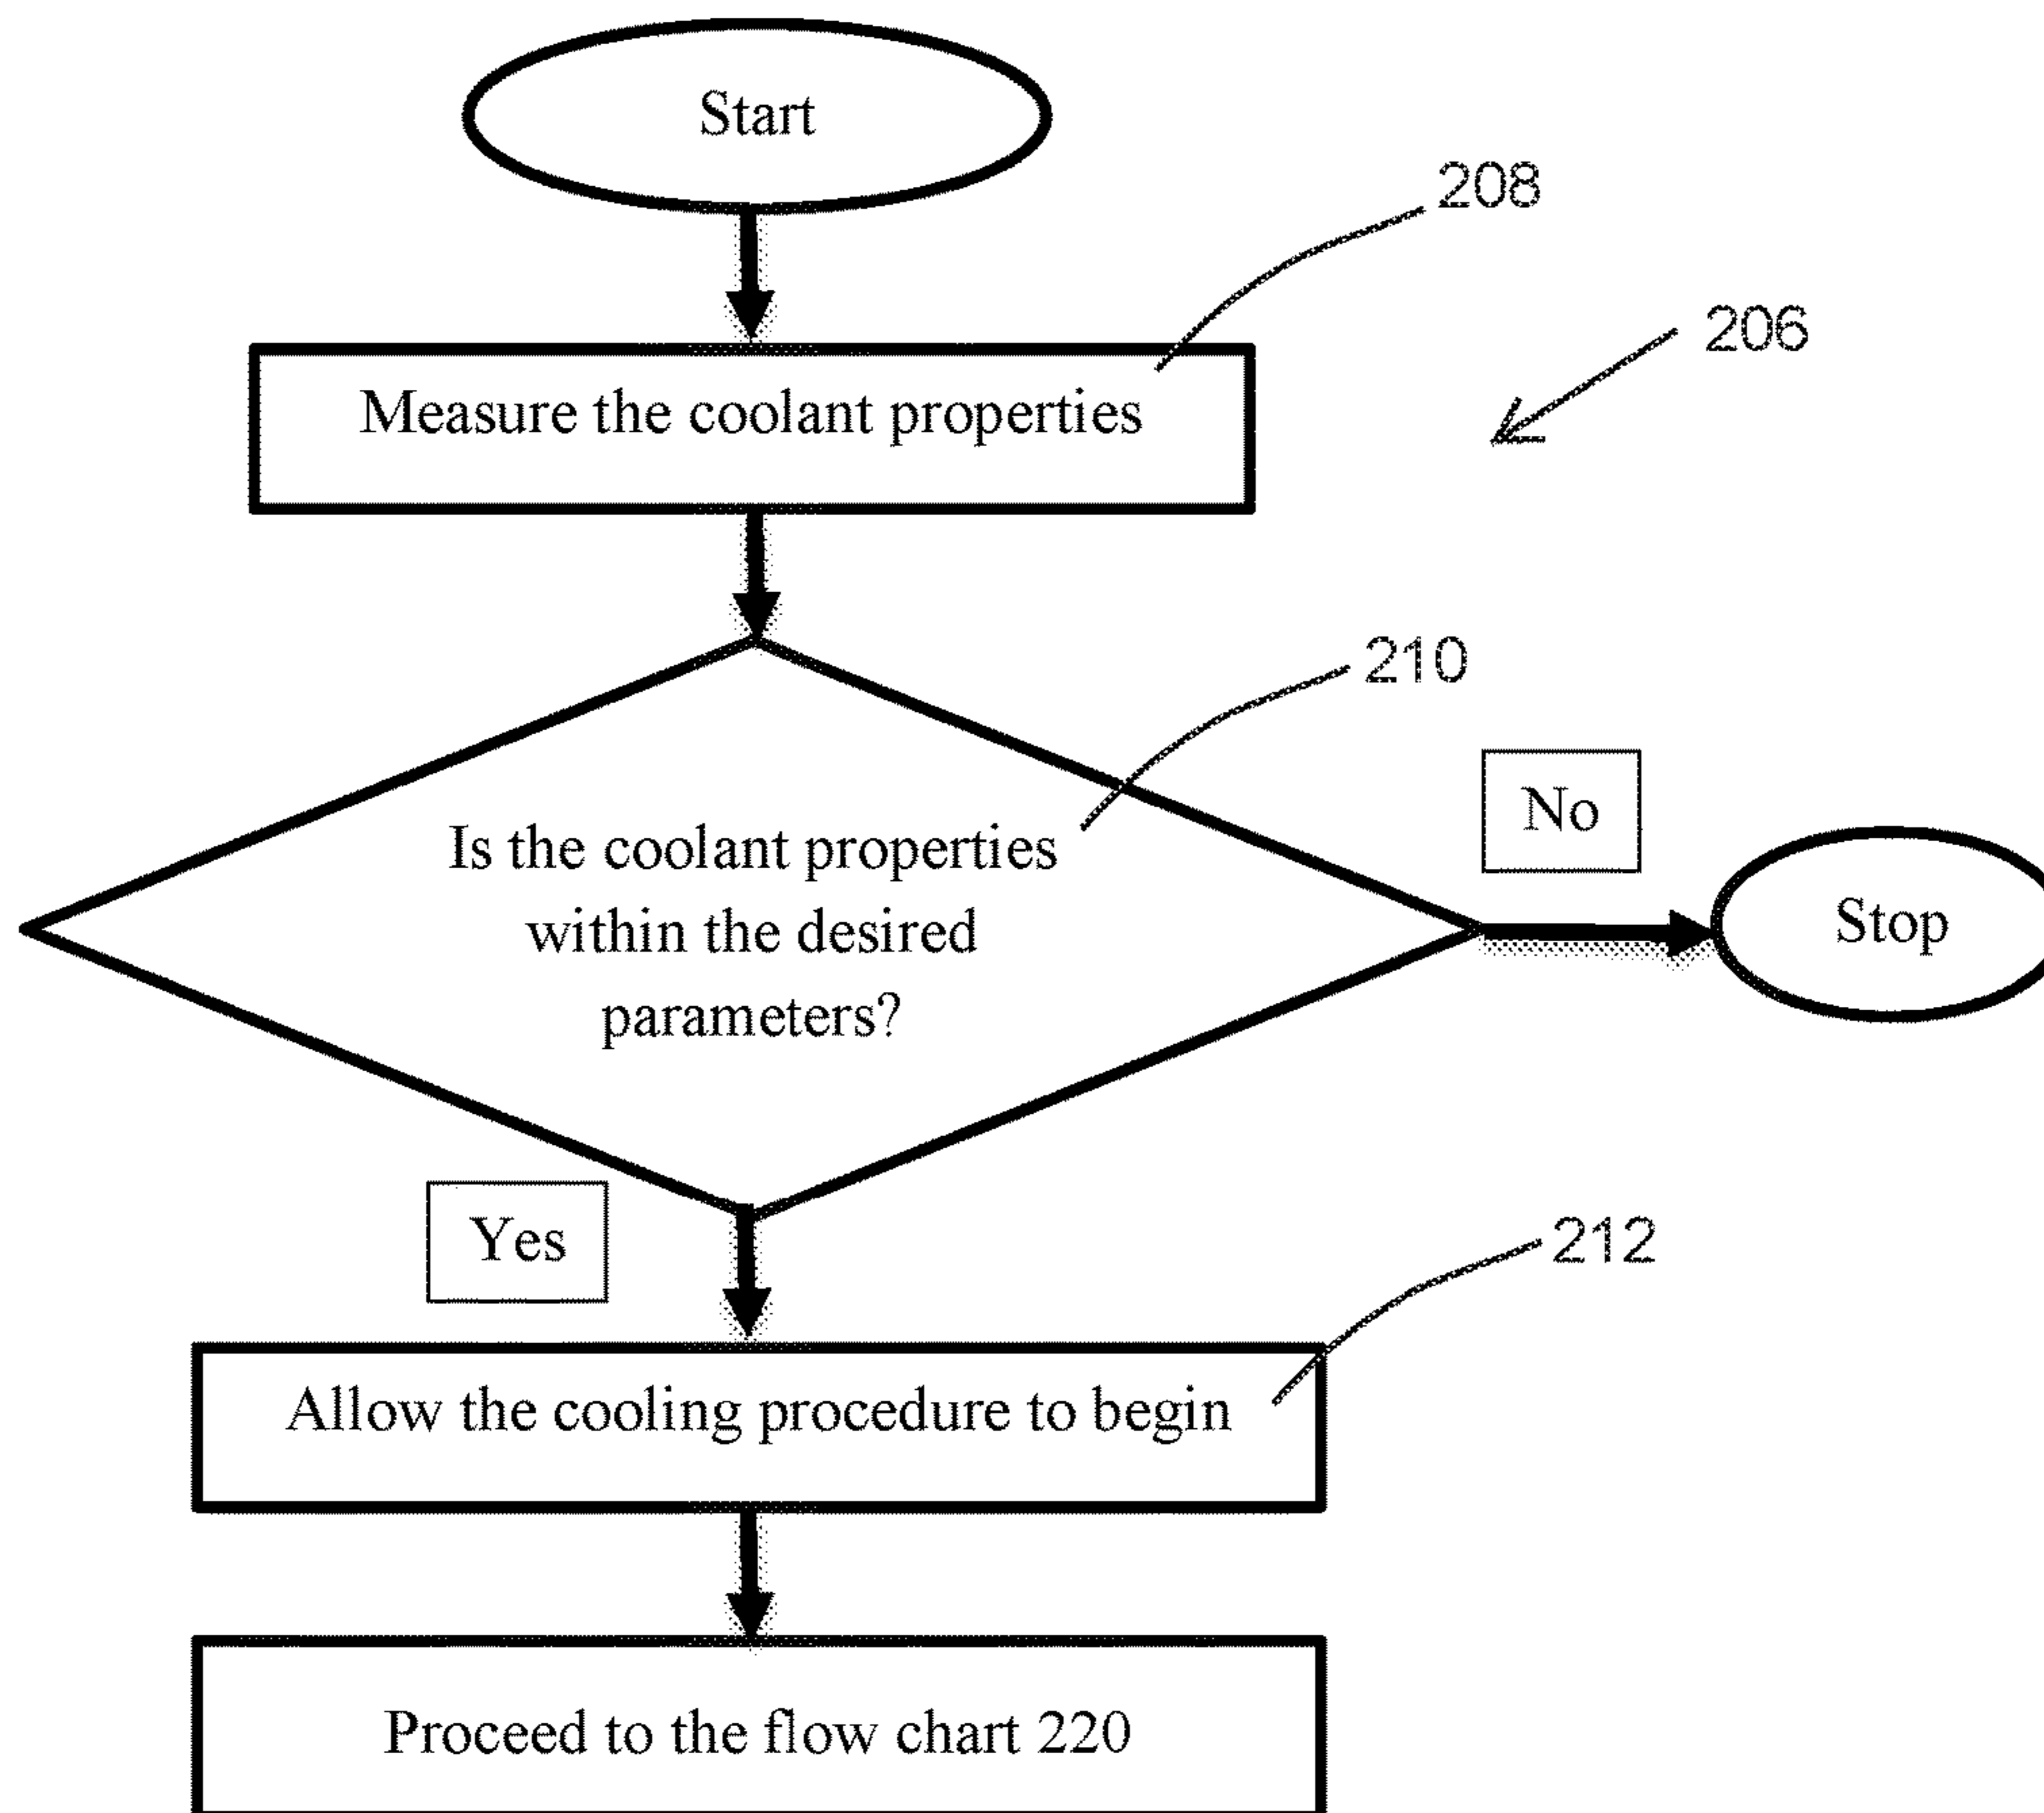 Start
208
206
Measure the coolant properties
210
No
Is the coolant properties
within the desired
parameters?
Stop
Yes
212
Allow the cooling procedure to begin
Proceed to the flow chart 220